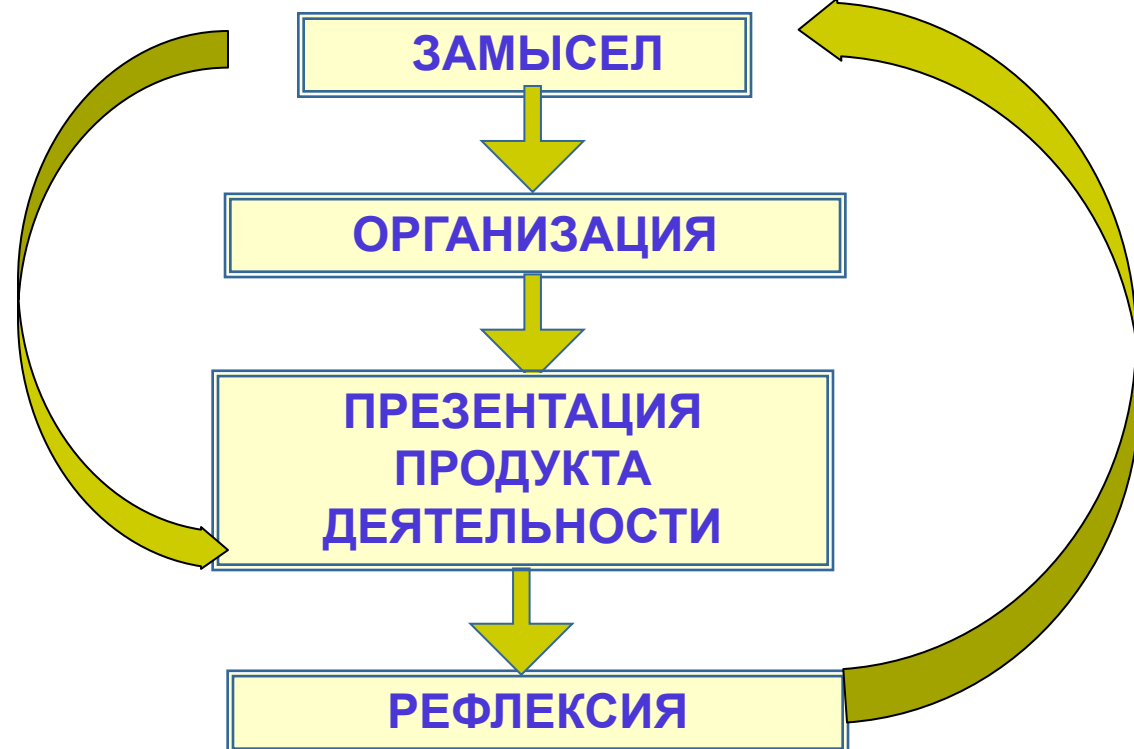 ЗАМЫСЕЛ
ОРГАНИЗАЦИЯ
ПРЕЗЕНТАЦИЯ
ПРОДУКТА
ДЕЯТЕЛЬНОСТИ
РЕФЛЕКСИЯ